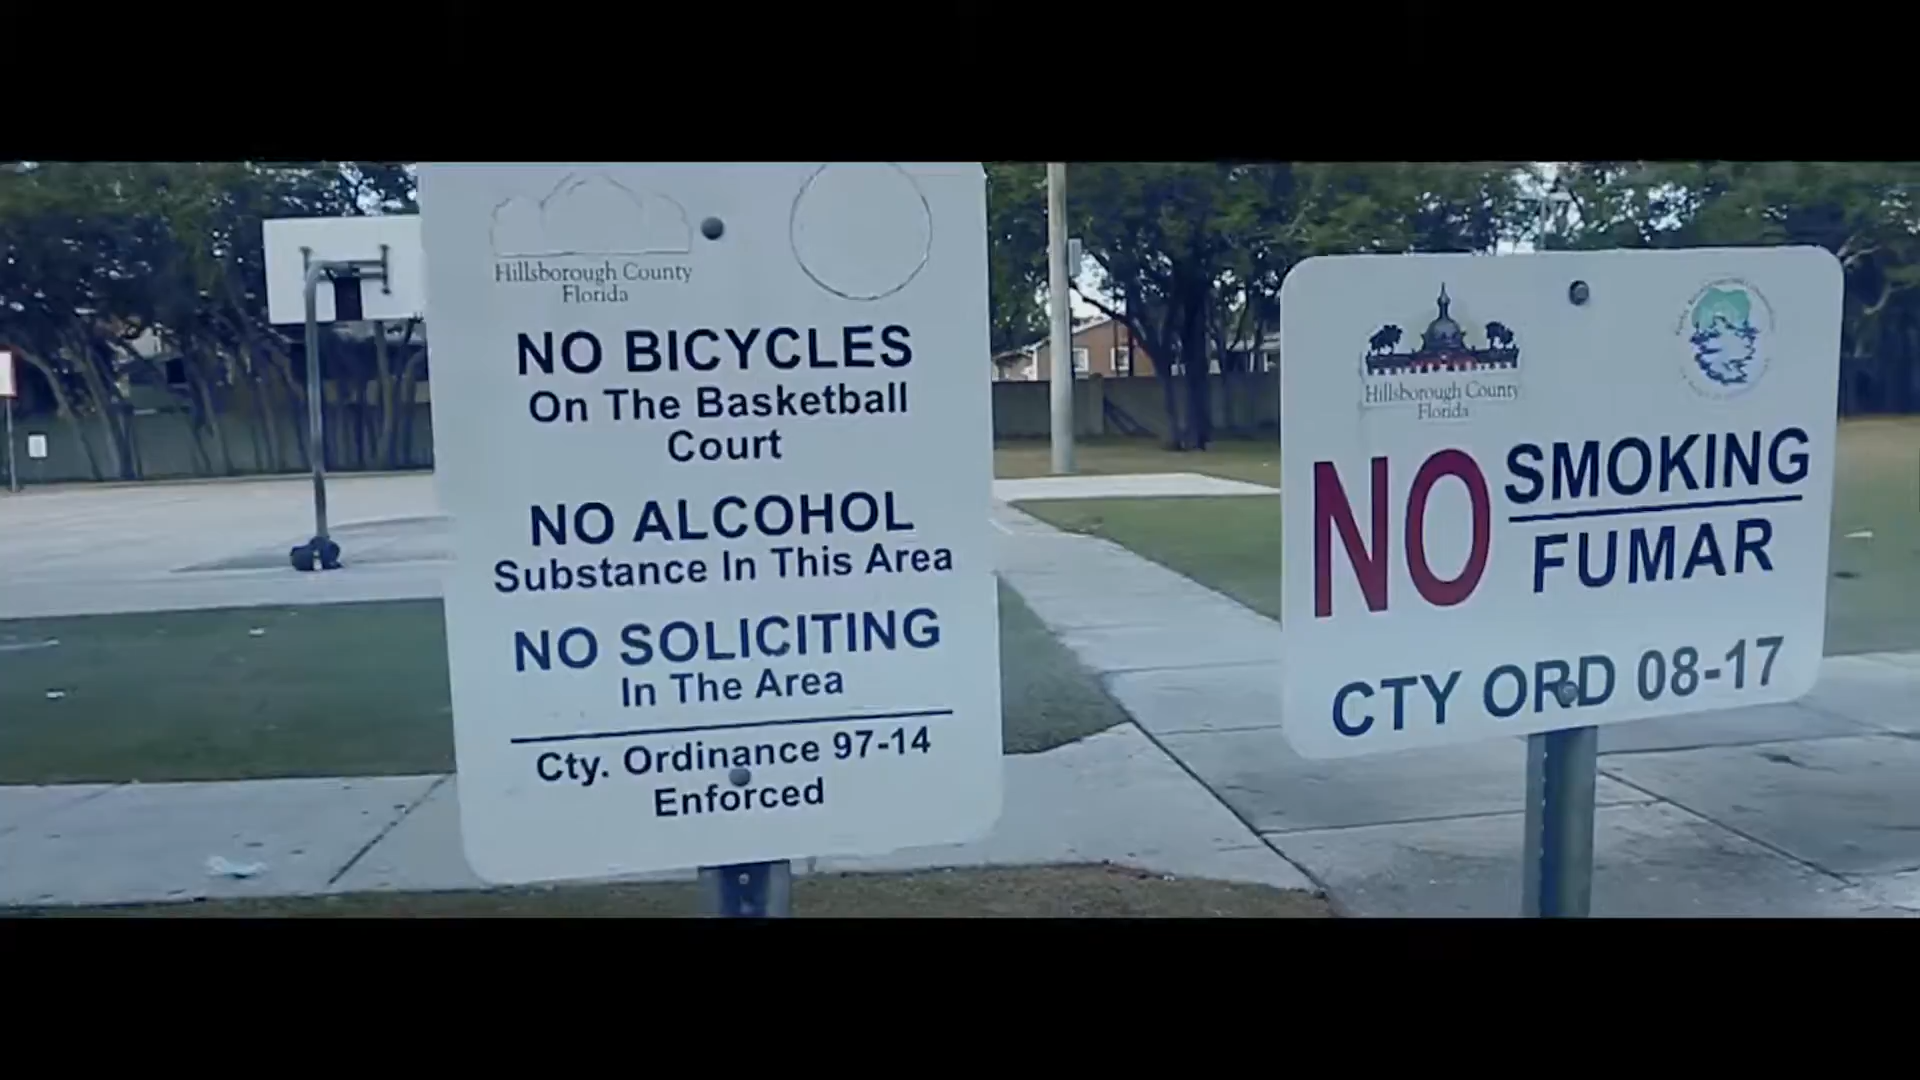 Hillsborough County
Florida
NO BICYCLES
On The Basketball
Court
NO ALCOHOL
Substance In This Area
NO SOLICITING
In The Area
Cty. Ordinance 97-14
Enforced
Hillsborough County
Florida
NO SMOKING
FUMAR
CTY ORD 08-17